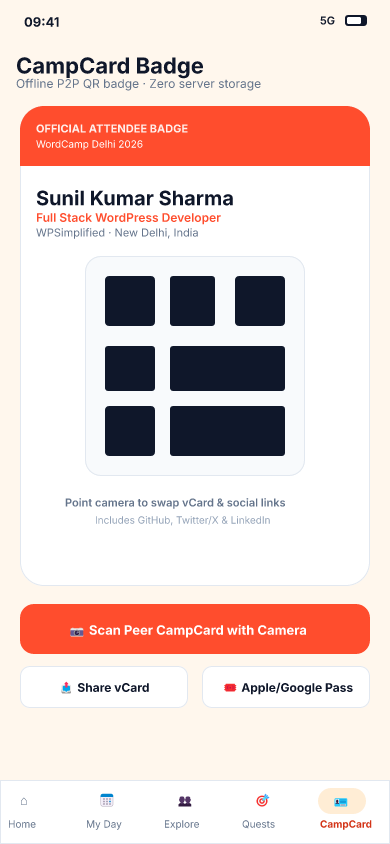 09:41
5G
CampCard Badge
Offline P2P QR badge · Zero server storage
OFFICIAL ATTENDEE BADGE
WordCamp Delhi 2026
Sunil Kumar Sharma
Full Stack WordPress Developer
WPSimplified · New Delhi, India
Point camera to swap vCard & social links
Includes GitHub, Twitter/X & LinkedIn
Scan Peer CampCard with Camera
Share vCard
Apple/Google Pass
Home
My Day
Explore
Quests
CampCard